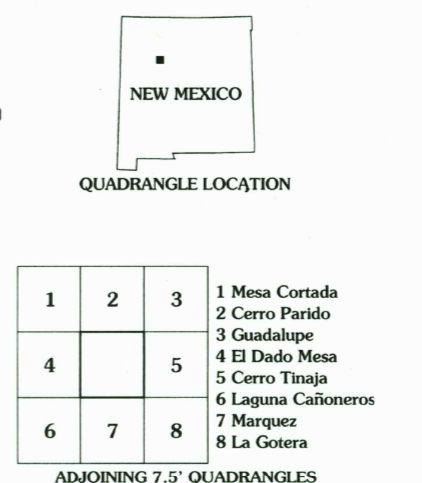 NEW MEXICO
QUADRANGLE LOCATION
1 2 3
4 5
6 7 8
1 Mesa Cortada
2 Cerro Parido
3 Guadalupe
4 El Dado Mesa
5 Cerro Tinaja
6 Laguna Cañoneros
7 Marquez
8 La Gotera
ADJOINING 7.5' QUADRANGLES